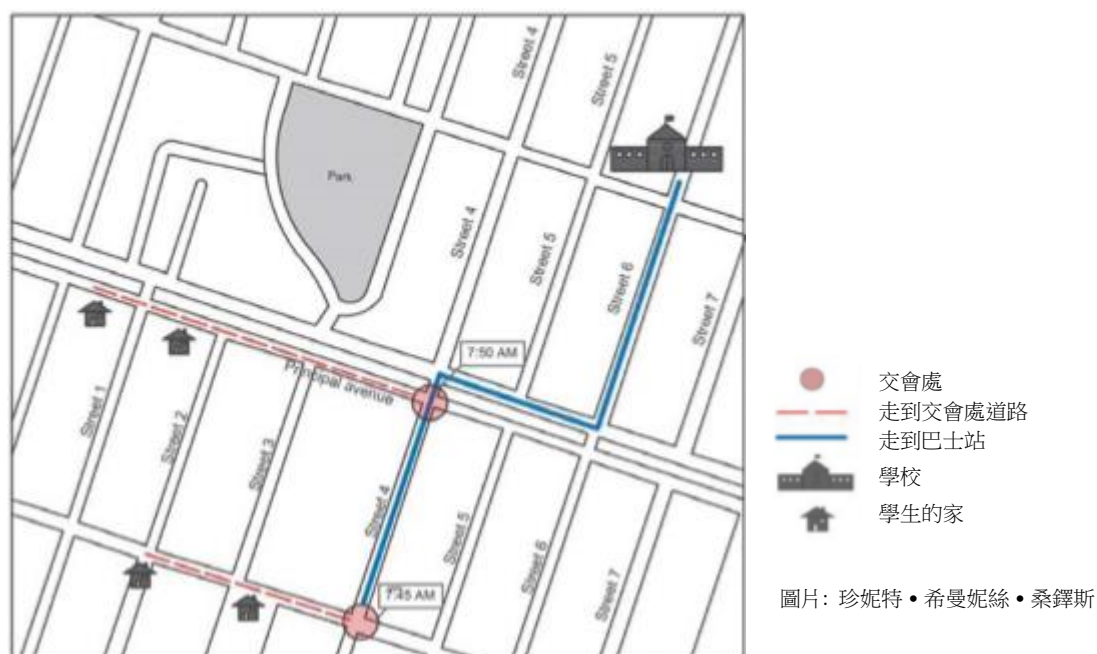 Street 4
Street 5
Park
Street 4
Street 5
Street 6
Street 7
7:50 AM
Principal avenue
Street 1
Street 2
Street 3
Street 4
Street 5
Street 6
Street 7
7:45 AM
交會處
走到交會處道路
走到巴士站
學校
學生的家
圖片: 珍妮特 • 希曼妮絲 • 桑鐸斯